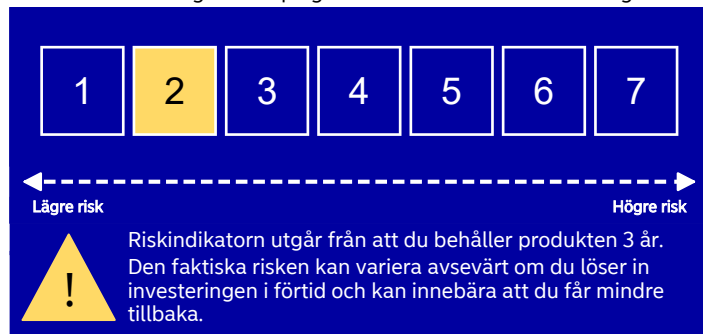 1 2 3 4 5 6 7
Lägre risk Högre risk
Riskindikatorn utgår från att du behåller produkten 3 år.
Den faktiska risken kan variera avsevärt om du löser in
! investeringen i förtid och kan innebära att du får mindre
tillbaka.